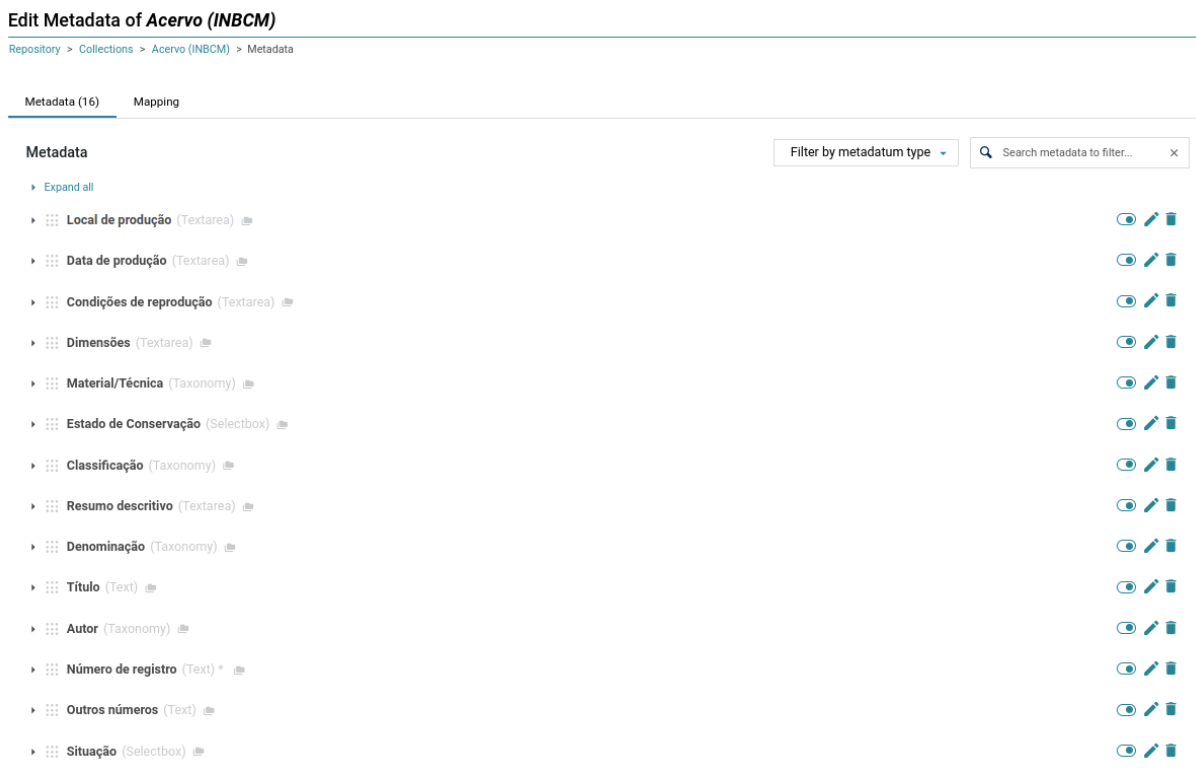 Edit Metadata of Acervo (INBCM)
Repository > Collections > Acervo (INBCM) > Metadata
Metadata (16) Mapping
Metadata Filter by metadatum type Search metadata to filter...
Expand all
Local de produção (Textarea)
Data de produção (Textarea)
Condições de reprodução (Textarea)
Dimensões (Textarea)
Material/Técnica (Taxonomy)
Estado de Conservação (Selectbox)
Classificação (Taxonomy)
Resumo descritivo (Textarea)
Denominação (Taxonomy)
Título (Text)
Autor (Taxonomy)
Número de registro (Text) *
Outros números (Text)
Situação (Selectbox)